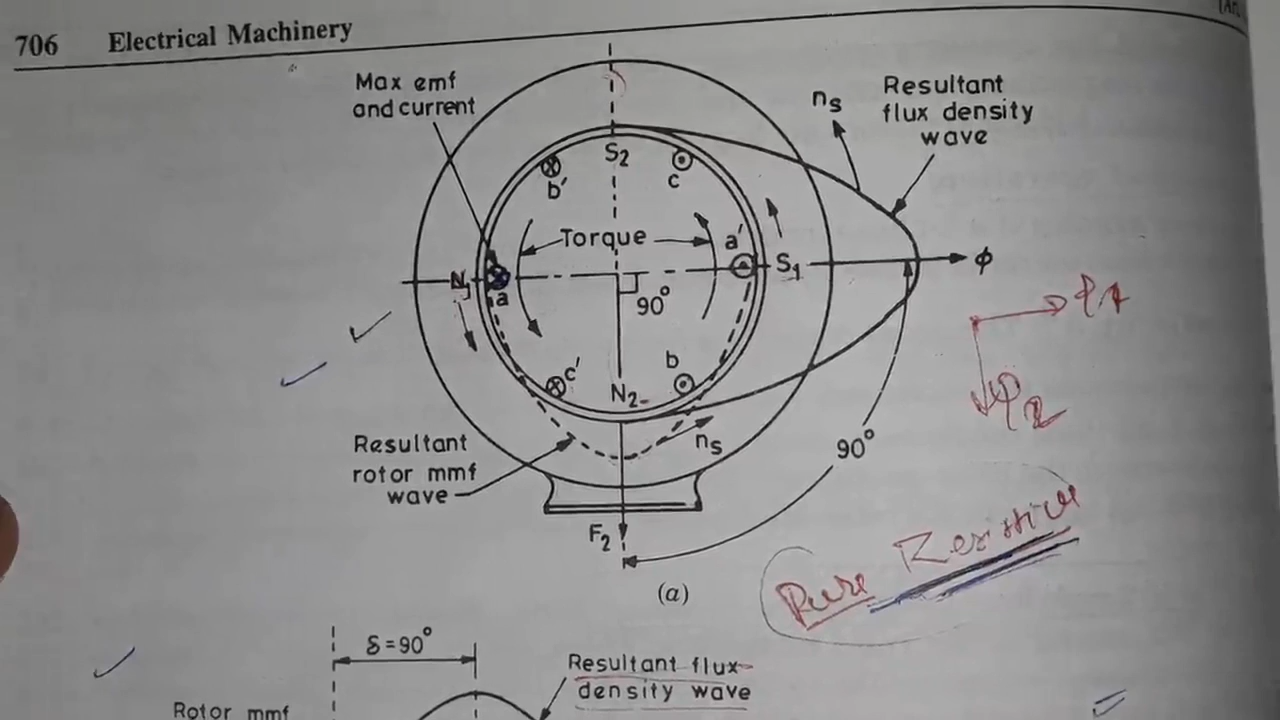 706 Electrical Machinery
Max emf
and current
Resultant
flux density
wave
ns
S2
b'
c
Torque
a'
S1
ϕ
N1
a
90°
c'
b
N2
ns
Resultant
rotor mmf
wave
90°
F2
(a)
Pure Resistive
δ = 90°
Resultant flux
density wave
Rotor mmf